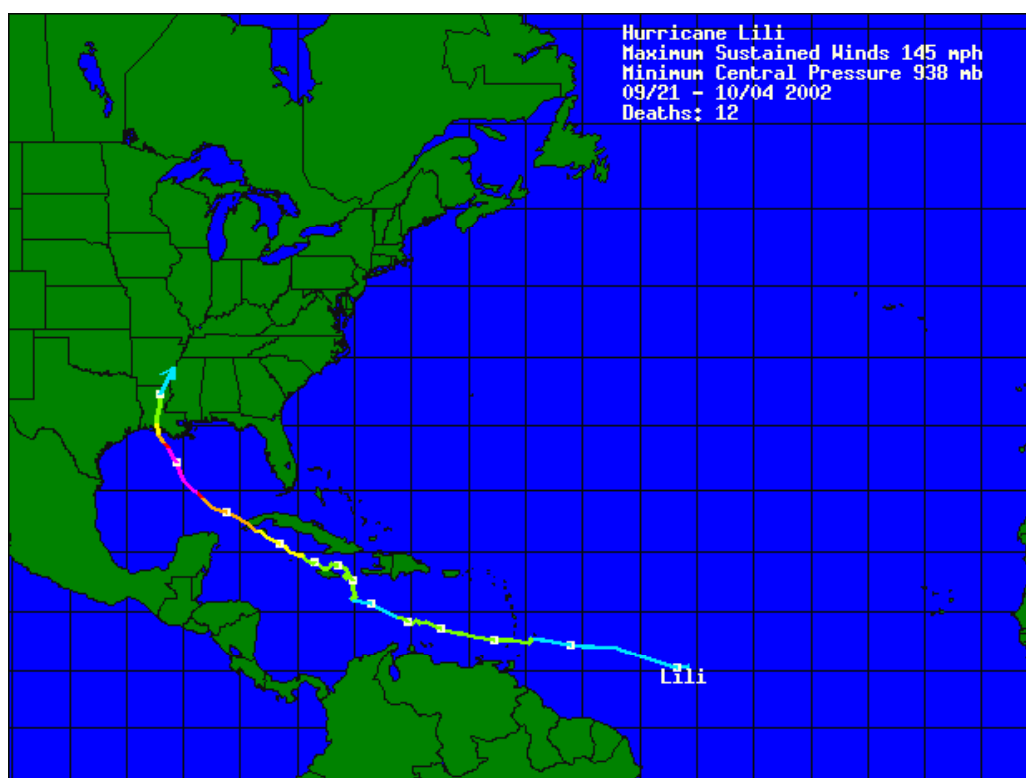 Hurricane Lili
Maximum Sustained Winds 145 mph
Minimum Central Pressure 938 mb
09/21 - 10/04 2002
Deaths: 12
Lili